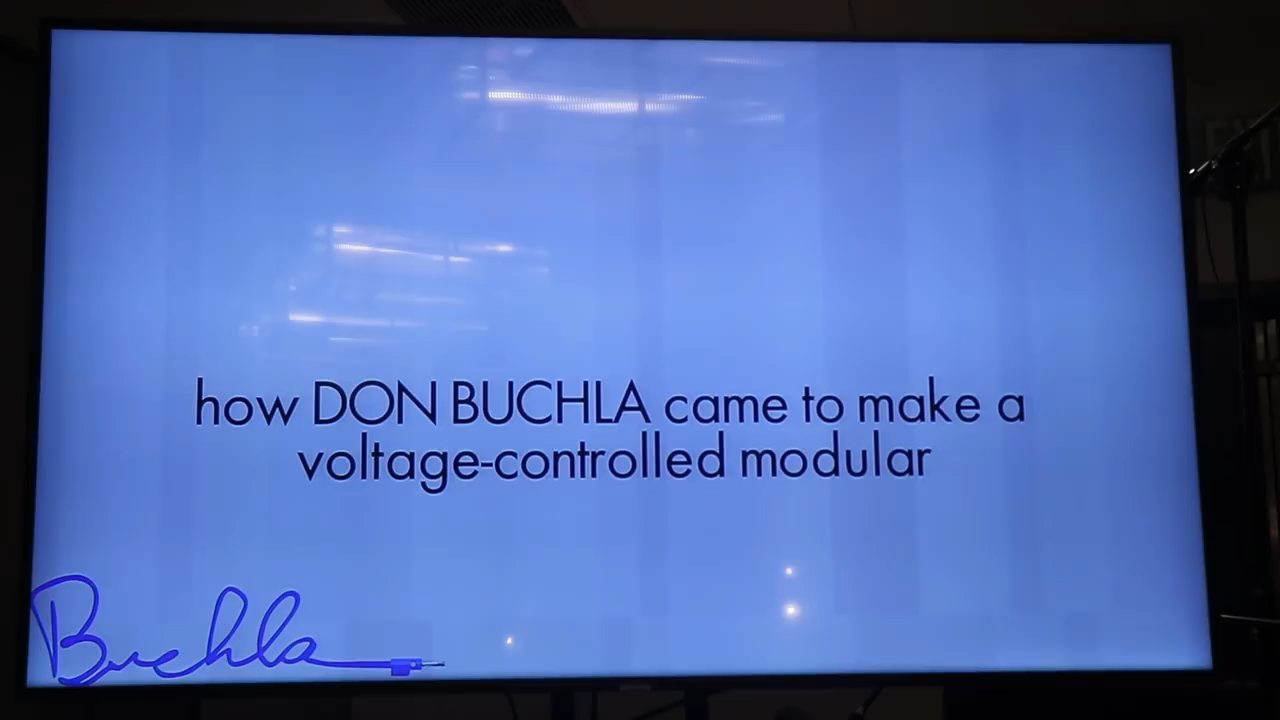 how DON BUCHLA came to make a
voltage-controlled modular
Buchla